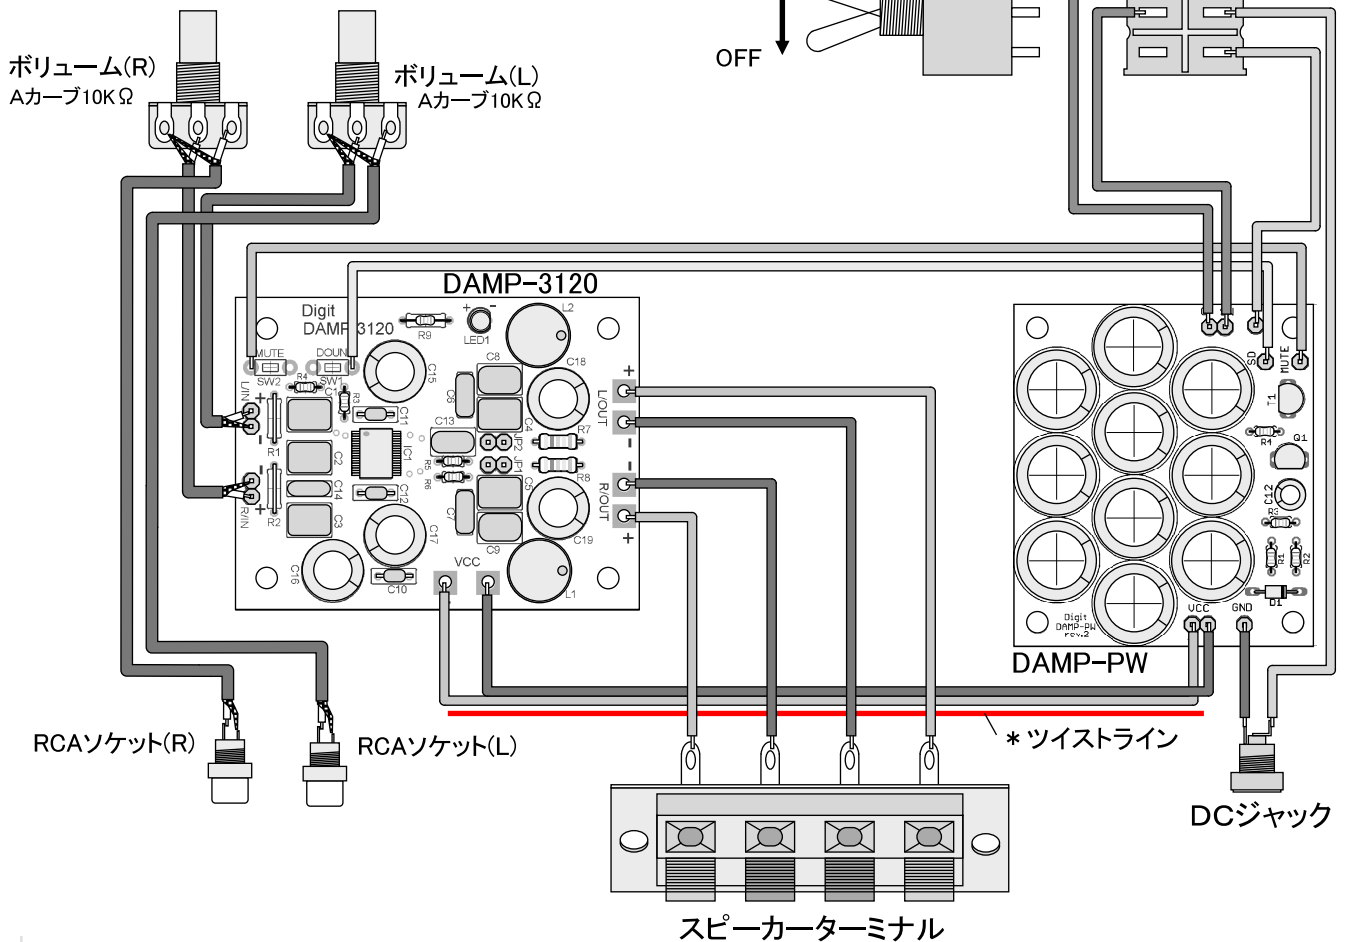 OFF
ボリューム(R)
Aカーブ10KΩ
ボリューム(L)
Aカーブ10KΩ
DAMP-3120
Digit
DAMP-3120
R9
+ -
LED1
L2
MUTE
SW2
DOUN
SW1
R4
C1
R3
C15
C8
C18
C6
C4
L/IN
+
-
R1
C11
C13
IC1
R5
R6
JP2
JP1
R7
R8
+
L/OUT
-
-
R/OUT
+
C2
C14
C3
-
R/IN
+
R2
C12
C5
C7
C9
C19
C17
C16
C10
VCC
L1
SD
MUTE
T1
R4
Q1
C12
R3
R1
R2
D1
VCC
GND
Digit
DAMP-PW
rev.2
DAMP-PW
RCAソケット(R)
RCAソケット(L)
*ツイストライン
DCジャック
スピーカーターミナル